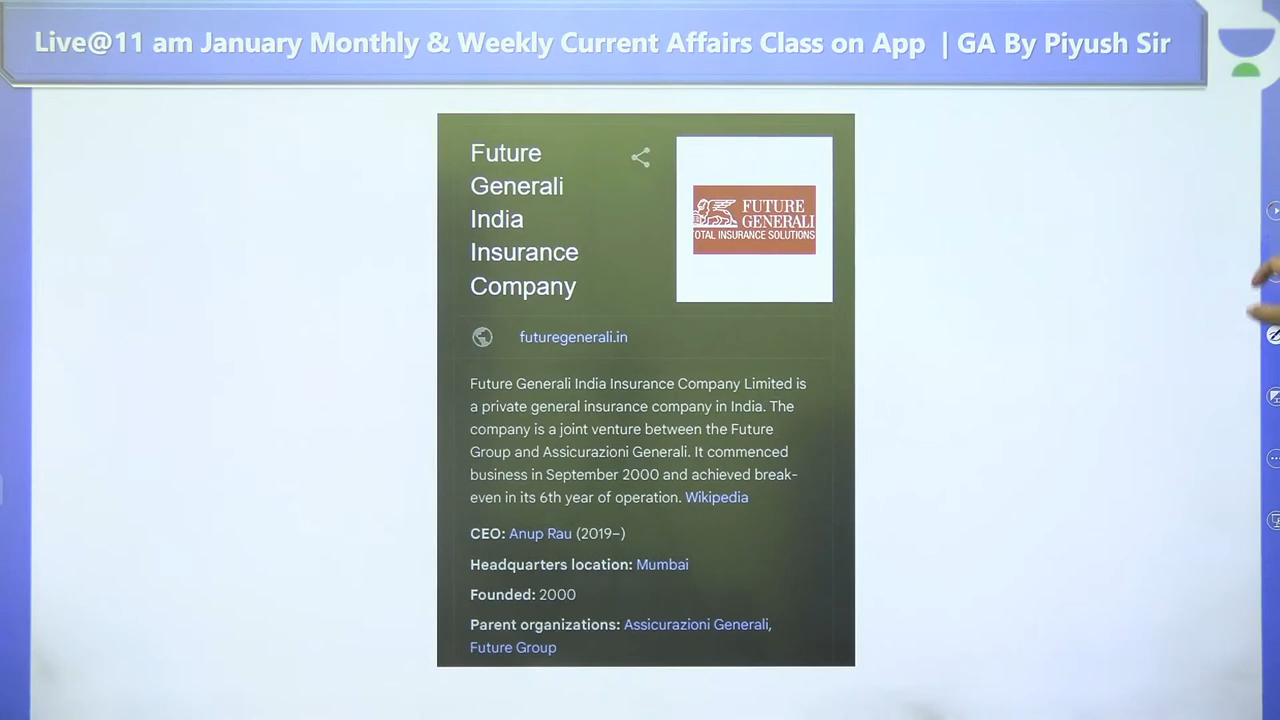 Live@11 am January Monthly & Weekly Current Affairs Class on App | GA By Piyush Sir
Future
Generali
India
Insurance
Company
FUTURE
GENERALI
TOTAL INSURANCE SOLUTIONS
futuregenerali.in
Future Generali India Insurance Company Limited is
a private general insurance company in India. The
company is a joint venture between the Future
Group and Assicurazioni Generali. It commenced
business in September 2000 and achieved break-
even in its 6th year of operation. Wikipedia
CEO: Anup Rau (2019–)
Headquarters location: Mumbai
Founded: 2000
Parent organizations: Assicurazioni Generali,
Future Group